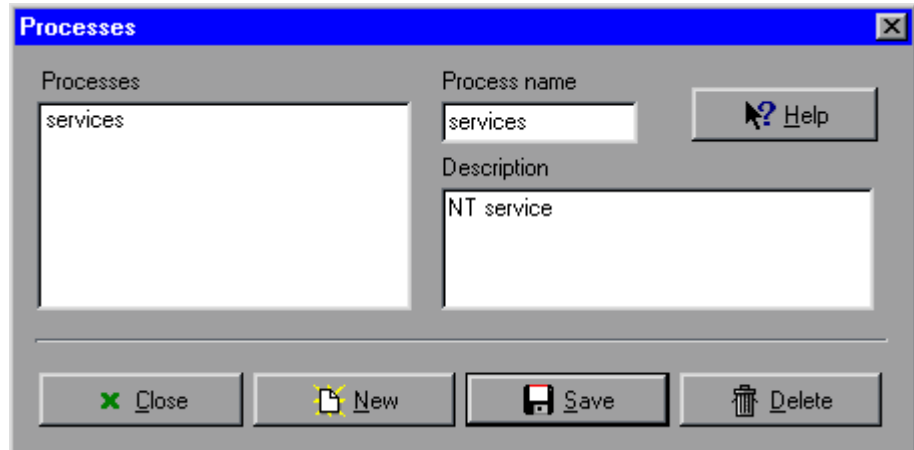 Processes
Processes
services
Process name
services
Help
Description
NT service
Close
New
Save
Delete